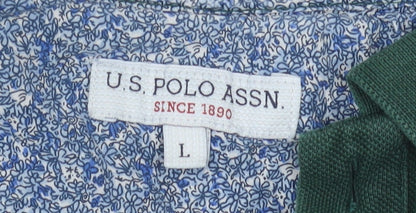 U.S. POLO ASSN.
SINCE 1890
L